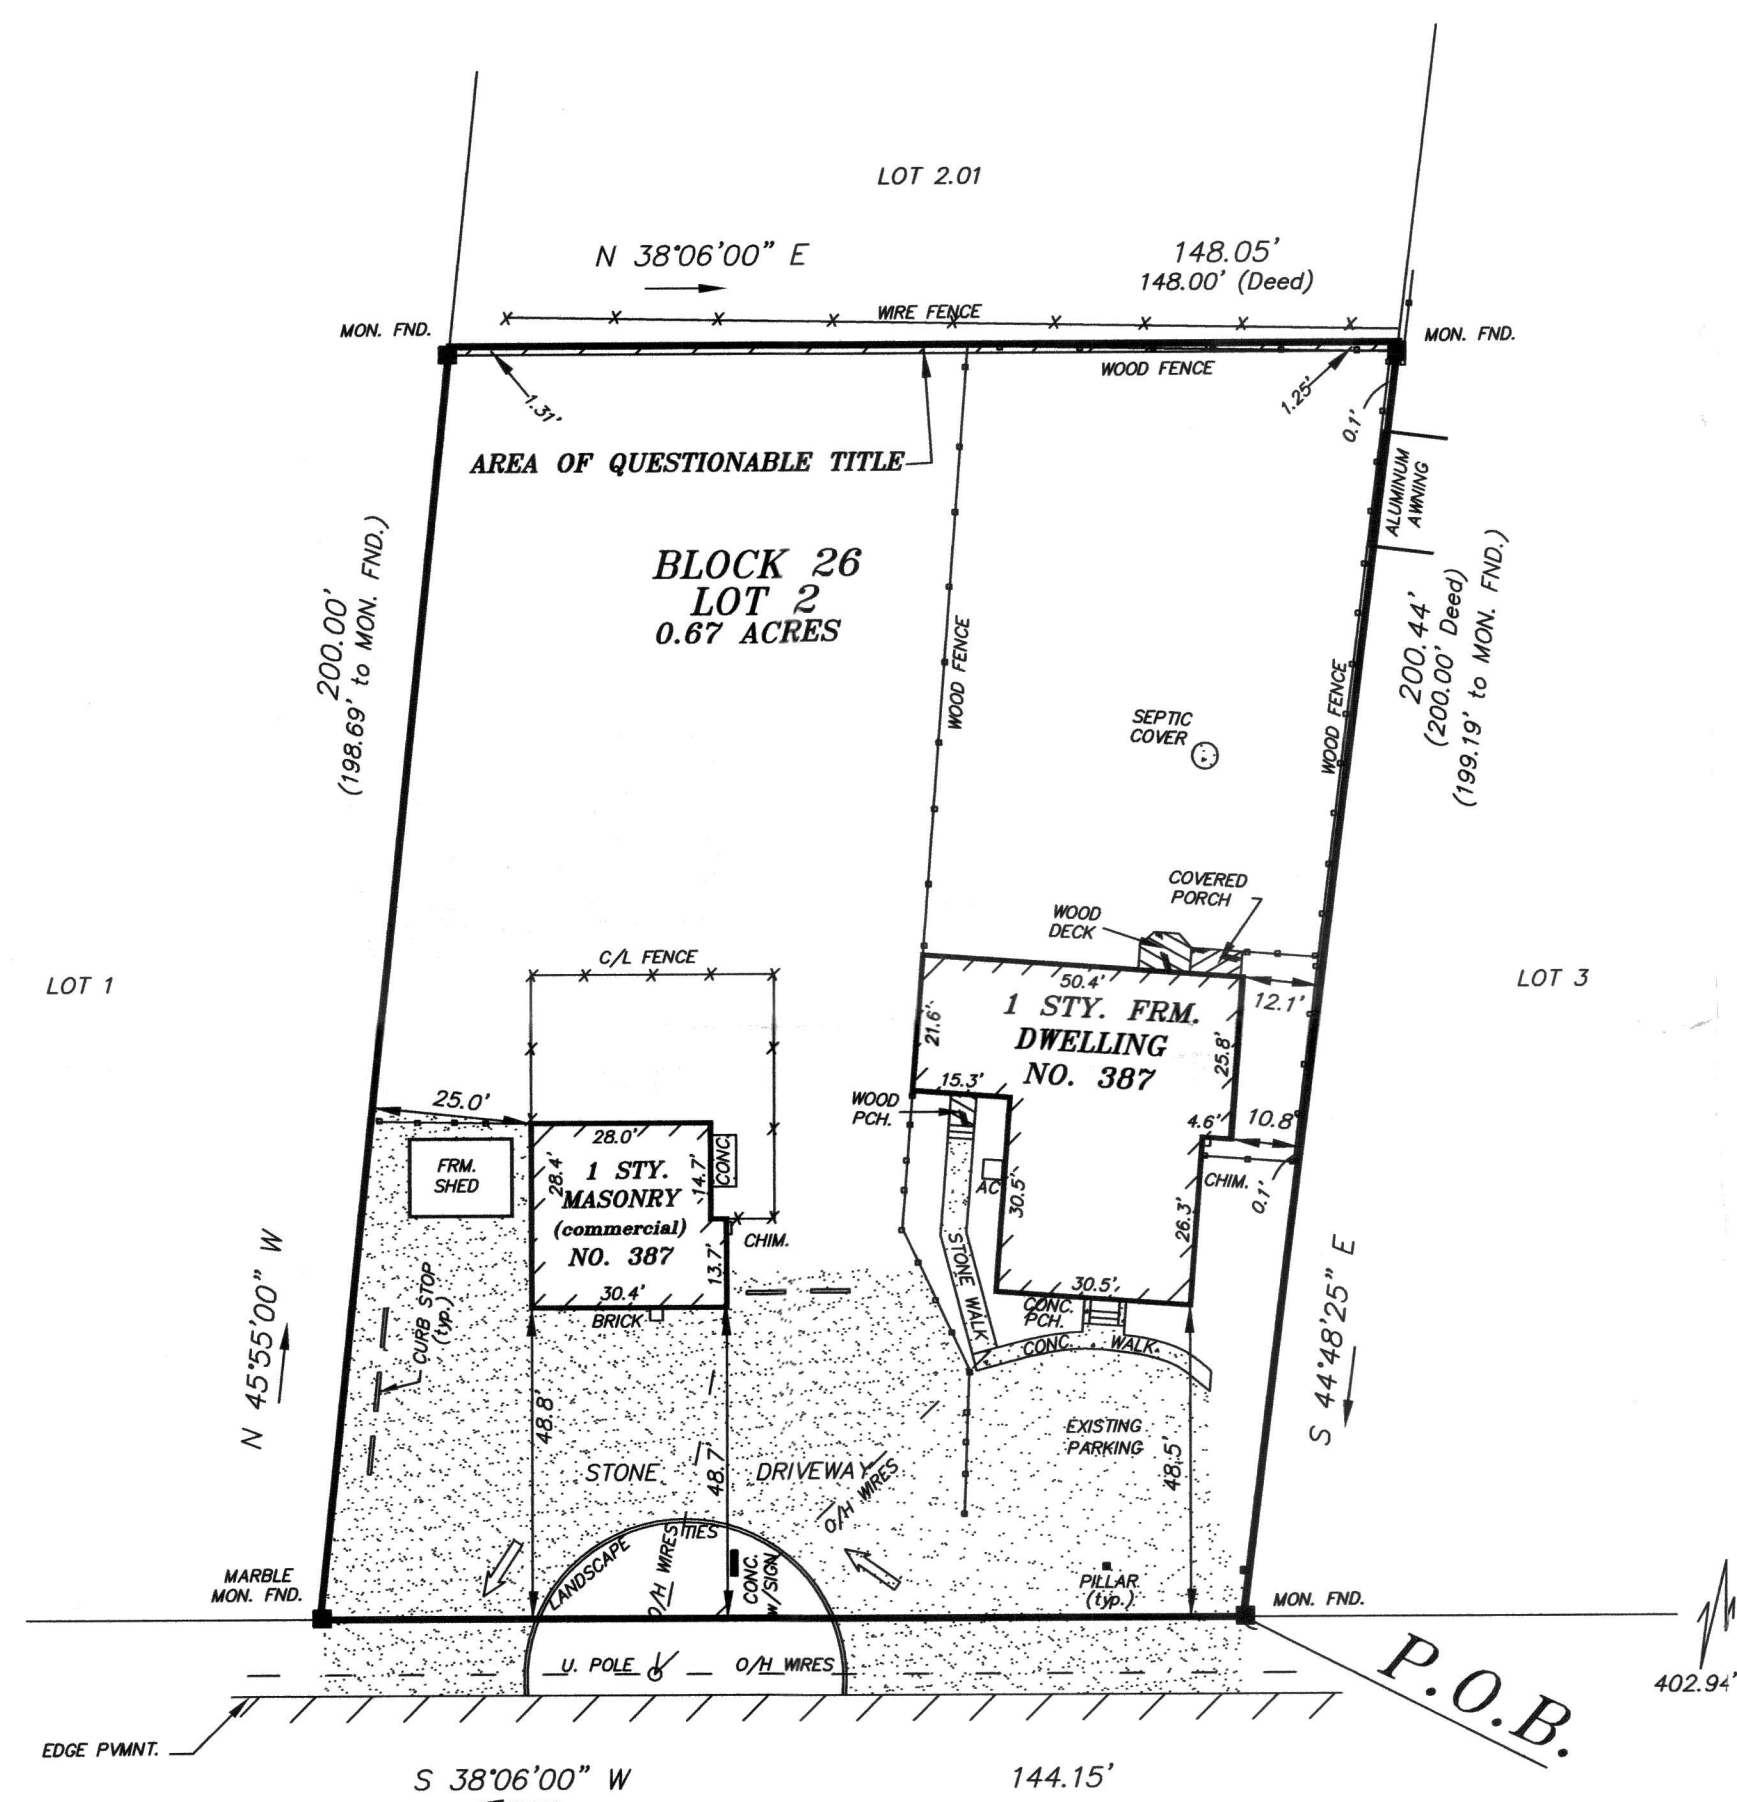 LOT 2.01
N 38°06'00" E
148.05'
148.00' (Deed)
WIRE FENCE
MON. FND.
MON. FND.
WOOD FENCE
1.31'
1.25'
0.1'
AREA OF QUESTIONABLE TITLE
ALUMINUM
AWNING
BLOCK 26
LOT 2
0.67 ACRES
200.00'
(198.69' to MON. FND.)
WOOD FENCE
WOOD FENCE
200.44'
(200.00' Deed)
(199.19' to MON. FND.)
SEPTIC
COVER
COVERED
PORCH
WOOD
DECK
C/L FENCE
LOT 1
LOT 3
50.4'
12.1'
1 STY. FRM.
DWELLING
NO. 387
21.6'
25.8'
15.3'
WOOD
PCH.
4.6'
10.8'
25.0'
28.0'
FRM.
SHED
28.4'
1 STY.
MASONRY
(commercial)
NO. 387
14.7'
CONC.
AC
30.5'
CHIM.
0.1'
26.3'
13.7'
CHIM.
STONE WALK
30.4'
BRICK
30.5'
CONC.
PCH.
CONC. WALK
N 45°55'00" W
CURB STOP
(typ.)
S 44°48'25" E
48.8'
48.7'
48.5'
EXISTING
PARKING
STONE DRIVEWAY
O/H WIRES
LANDSCAPE TIES
O/H WIRES
CONC.
W/SIGN
PILLAR
(typ.)
MARBLE
MON. FND.
MON. FND.
U. POLE
O/H WIRES
P.O.B.
402.94'
EDGE PVMNT.
S 38°06'00" W
144.15'